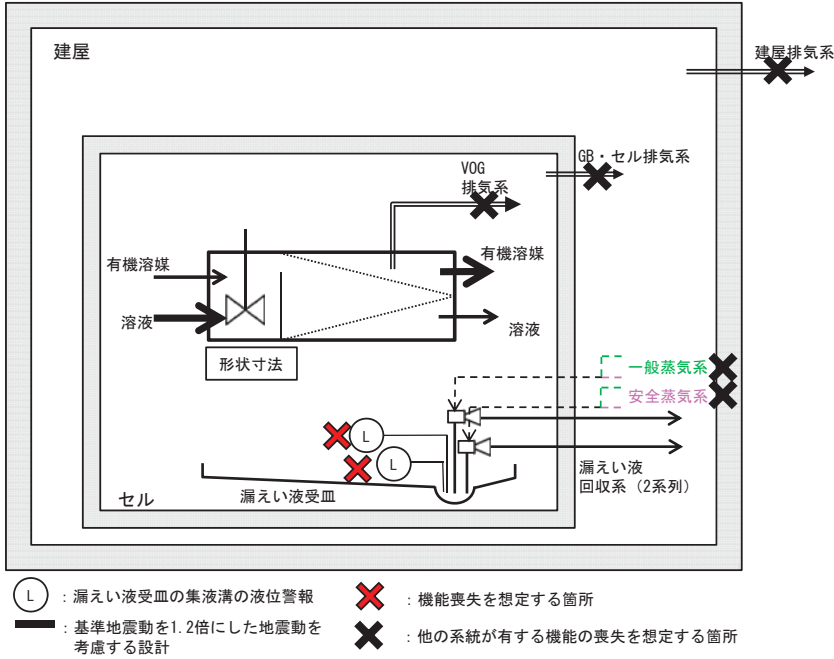 建屋
建屋排気系
GB・セル排気系
VOG
排気系
有機溶媒
溶液
有機溶媒
溶液
形状寸法
一般蒸気系
安全蒸気系
L
L
漏えい液受皿
セル
漏えい液
回収系（2系列）
L：漏えい液受皿の集液溝の液位警報
：機能喪失を想定する箇所
：基準地震動を1.2倍にした地震動を
考慮する設計
：他の系統が有する機能の喪失を想定する箇所